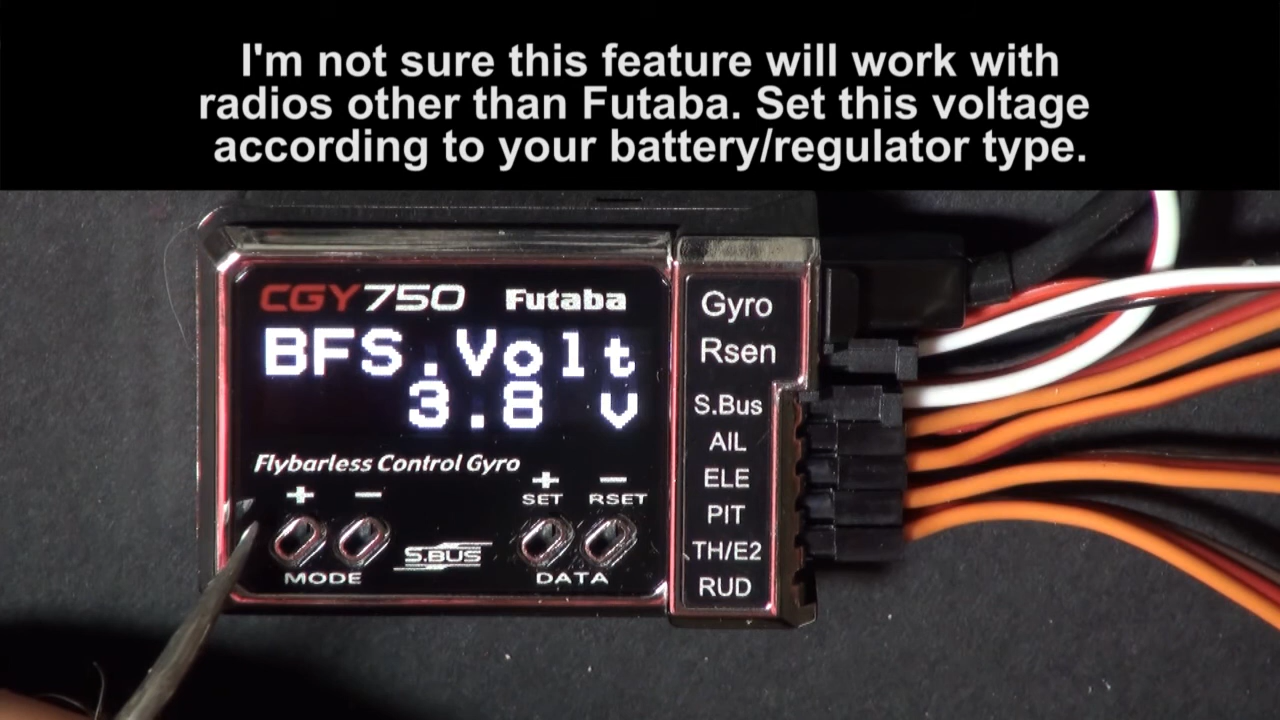 I'm not sure this feature will work with
radios other than Futaba. Set this voltage
according to your battery/regulator type.
CGY750 Futaba
BFS.Volt
3.8 v
Flybarless Control Gyro
+ - + -
SET RSET
S.BUS
MODE DATA
Gyro
Rsen
S.Bus
AIL
ELE
PIT
TH/E2
RUD